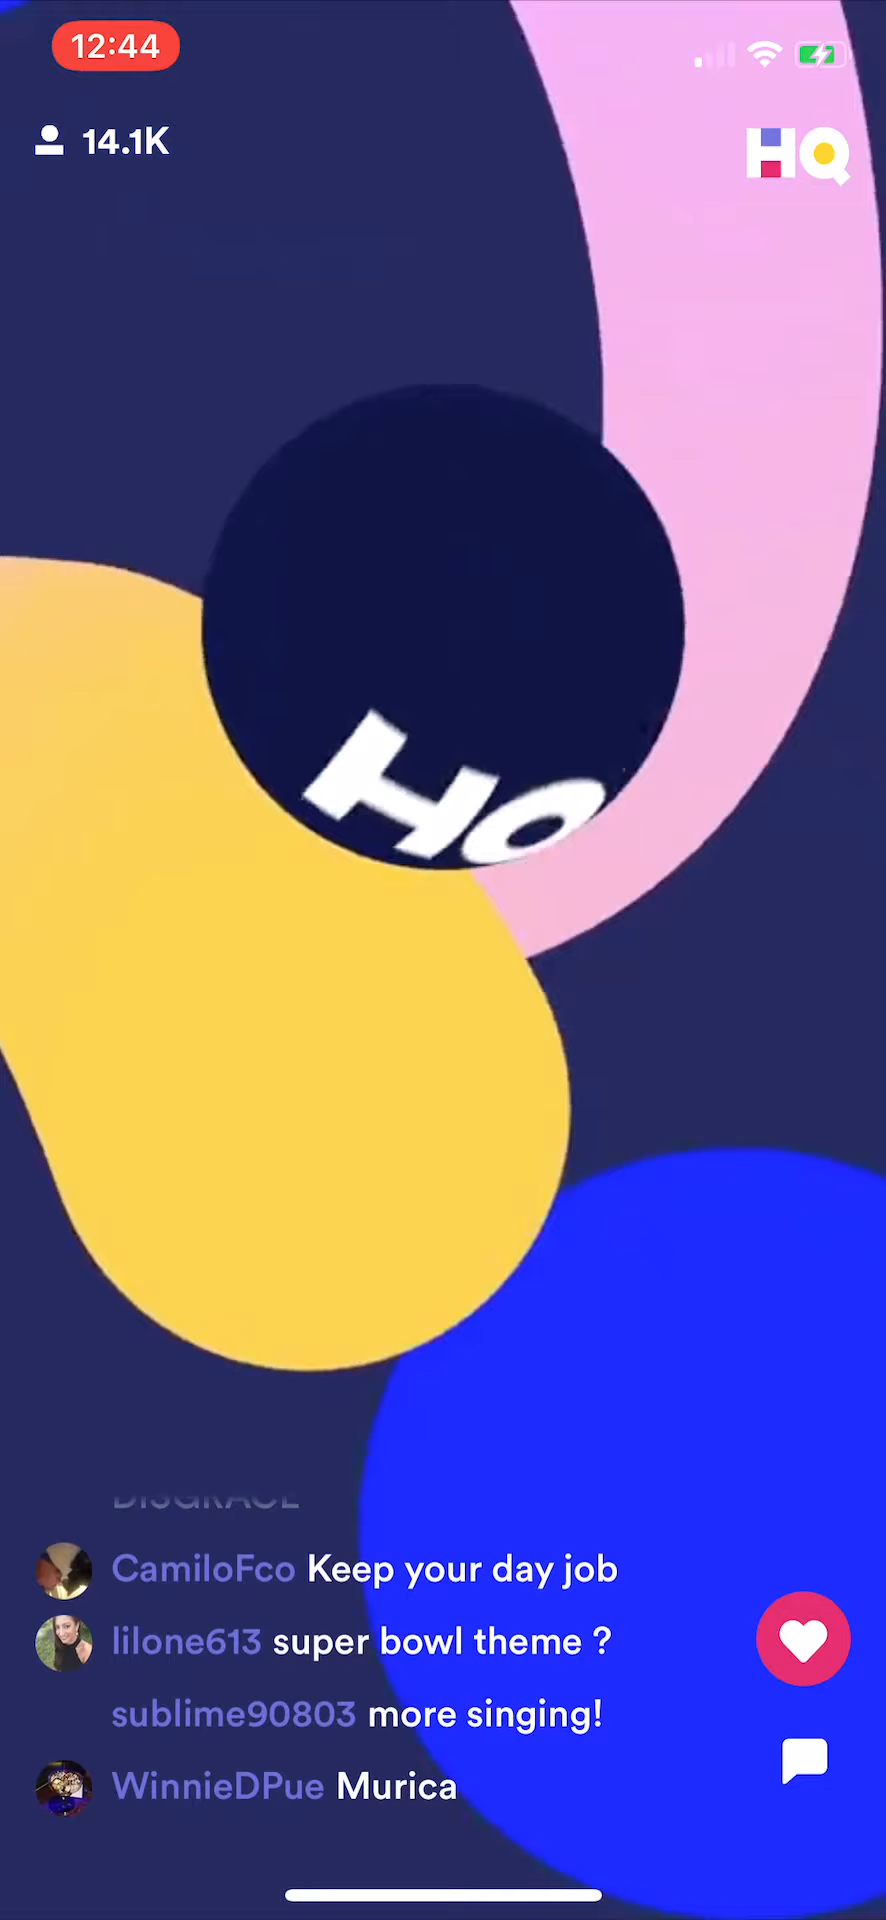 12:44
14.1K
HQ
HQ
DISGRACE
CamiloFco Keep your day job
lilone613 super bowl theme ?
sublime90803 more singing!
WinnieDPue Murica